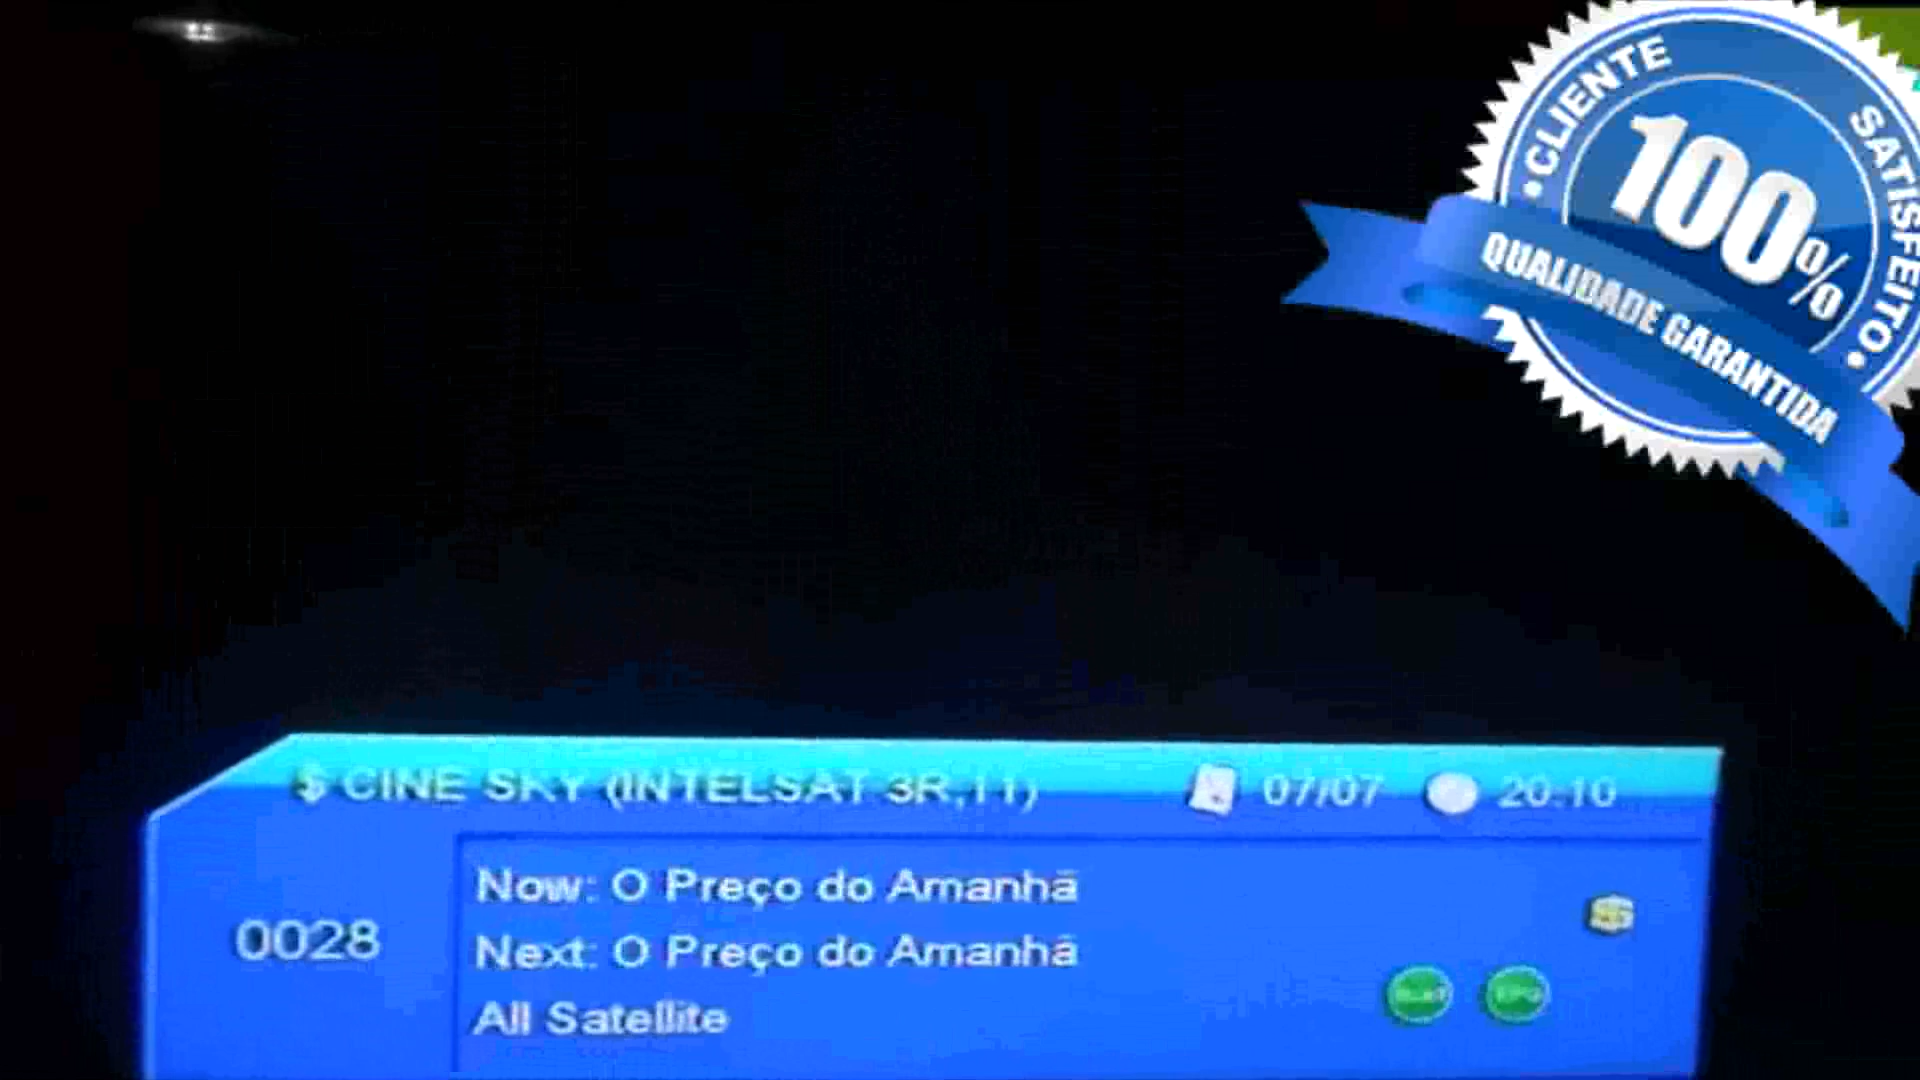 CLIENTE SATISFEITO
100%
QUALIDADE GARANTIDA
$ CINE SKY (INTELSAT 3R,11)
07/07
20:10
0028
Now: O Preço do Amanhã
Next: O Preço do Amanhã
All Satellite